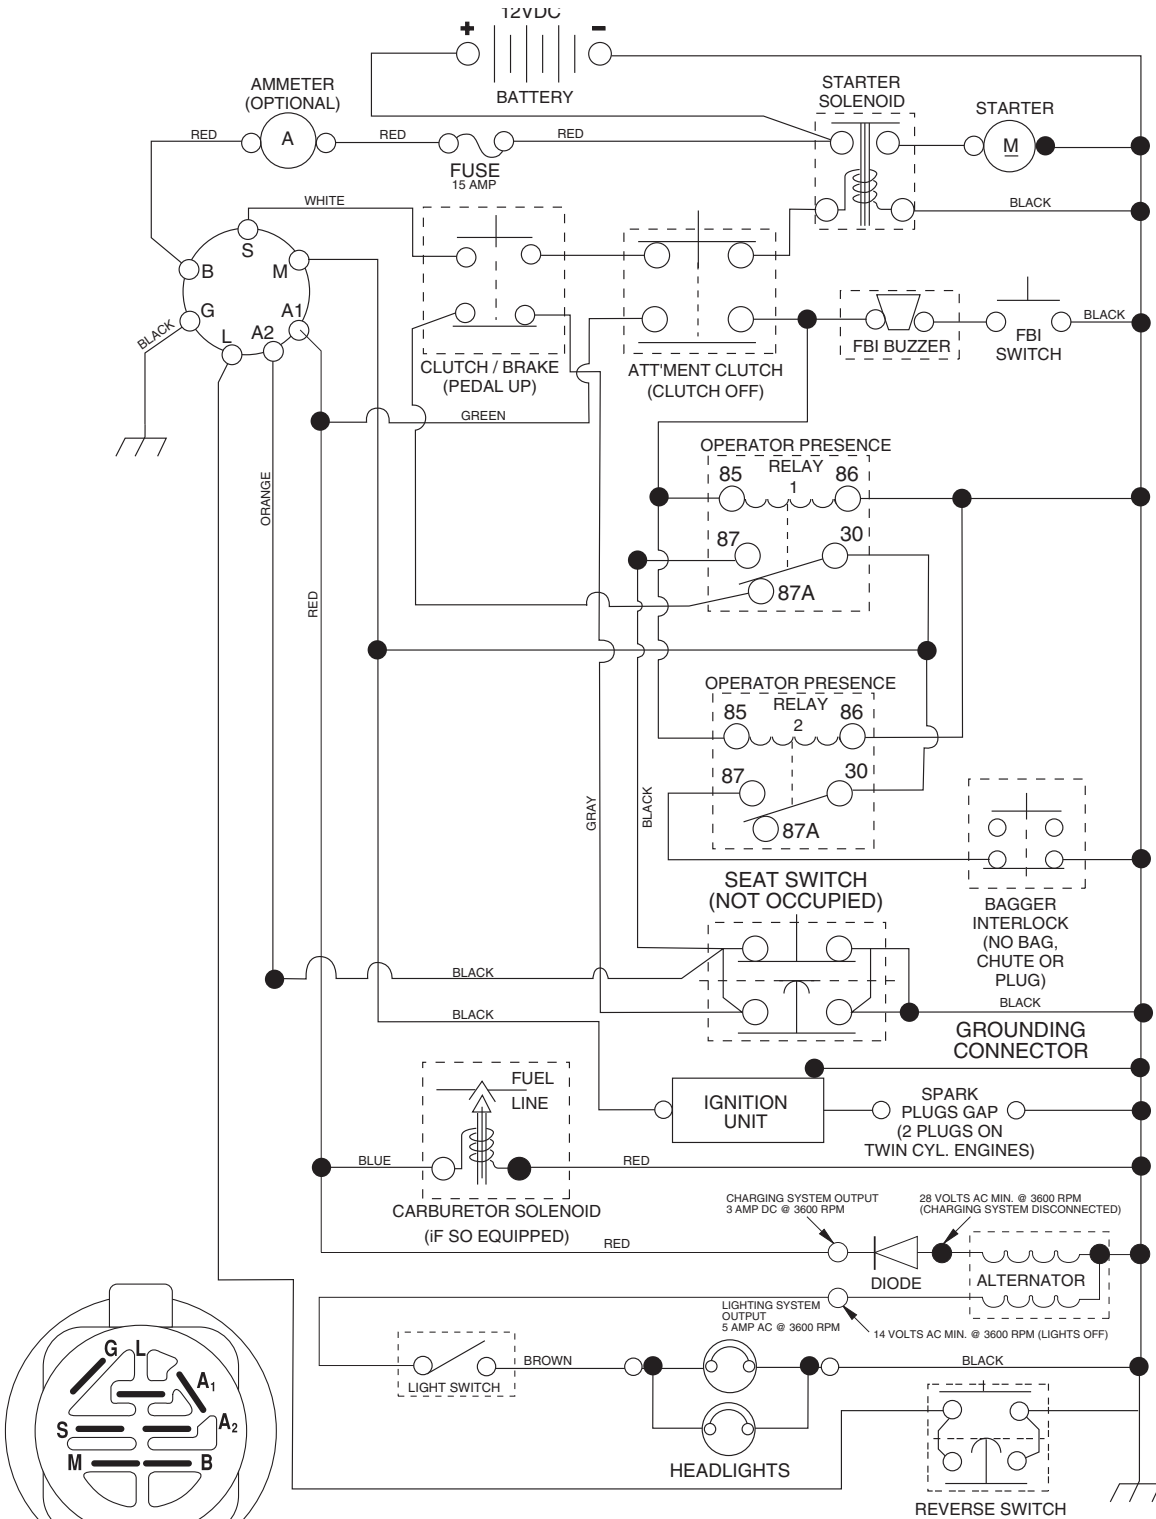 12VDC
+
−
BATTERY
AMMETER
(OPTIONAL)
A
RED
RED
RED
FUSE
15 AMP
STARTER
SOLENOID
STARTER
M
BLACK
WHITE
S
B
M
G
A1
L
A2
BLACK
CLUTCH / BRAKE
(PEDAL UP)
ATT'MENT CLUTCH
(CLUTCH OFF)
FBI BUZZER
FBI
SWITCH
BLACK
GREEN
ORANGE
RED
OPERATOR PRESENCE
RELAY
1
85
86
87
30
87A
OPERATOR PRESENCE
RELAY
2
85
86
87
30
87A
GRAY
BLACK
BAGGER
INTERLOCK
(NO BAG,
CHUTE OR
PLUG)
SEAT SWITCH
(NOT OCCUPIED)
BLACK
BLACK
BLACK
GROUNDING
CONNECTOR
FUEL
LINE
IGNITION
UNIT
SPARK
PLUGS GAP
(2 PLUGS ON
TWIN CYL. ENGINES)
BLUE
RED
CARBURETOR SOLENOID
(iF SO EQUIPPED)
CHARGING SYSTEM OUTPUT
3 AMP DC @ 3600 RPM
28 VOLTS AC MIN. @ 3600 RPM
(CHARGING SYSTEM DISCONNECTED)
RED
DIODE
ALTERNATOR
LIGHTING SYSTEM
OUTPUT
5 AMP AC @ 3600 RPM
14 VOLTS AC MIN. @ 3600 RPM (LIGHTS OFF)
LIGHT SWITCH
BROWN
BLACK
HEADLIGHTS
REVERSE SWITCH
G
L
A1
S
A2
M
B